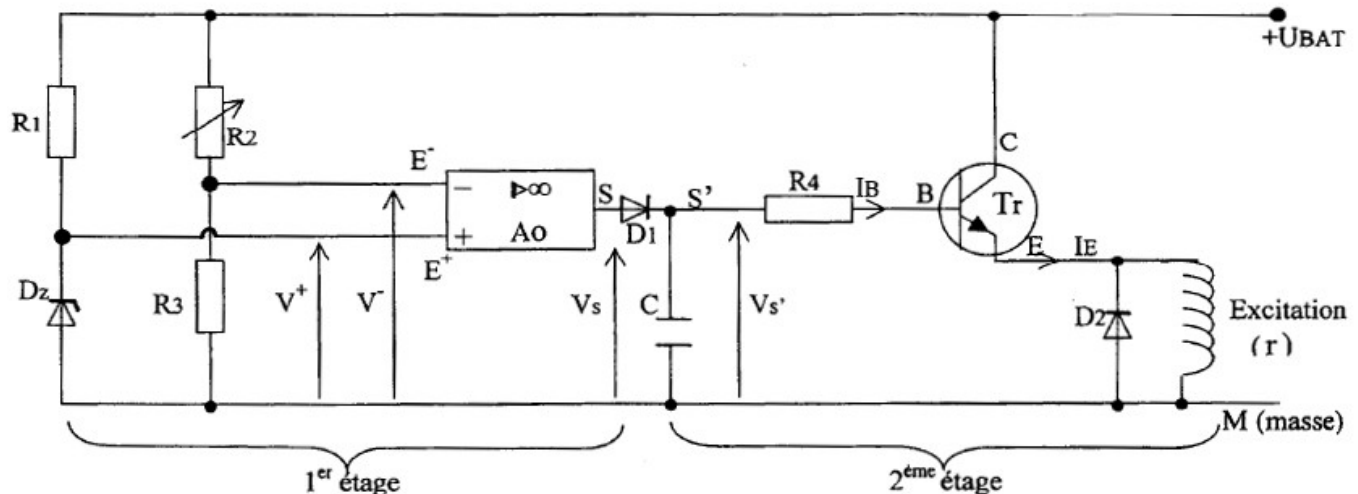 +UBAT
R1
R2
C
E-
▷∞
S
S'
R4
IB
B
Tr
Ao
D1
E+
E
IE
Dz
R3
V+
V-
Vs
C
Vs'
D2
Excitation
(r)
M (masse)
1er étage
2éme étage